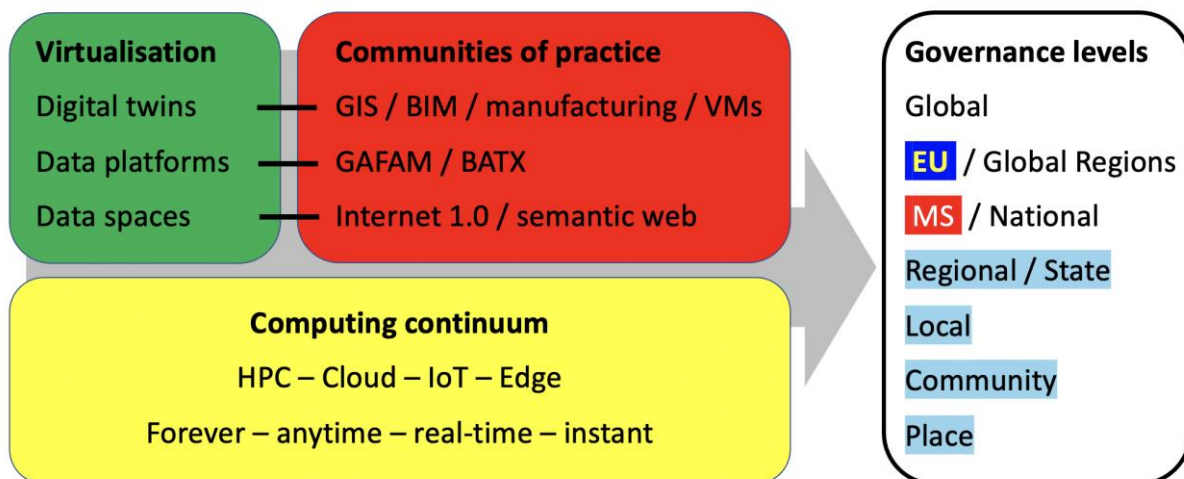 Virtualisation
Digital twins
Data platforms
Data spaces
Communities of practice
GIS / BIM / manufacturing / VMs
GAFAM / BATX
Internet 1.0 / semantic web
Computing continuum
HPC – Cloud – IoT – Edge
Forever – anytime – real-time – instant
Governance levels
Global
EU / Global Regions
MS / National
Regional / State
Local
Community
Place